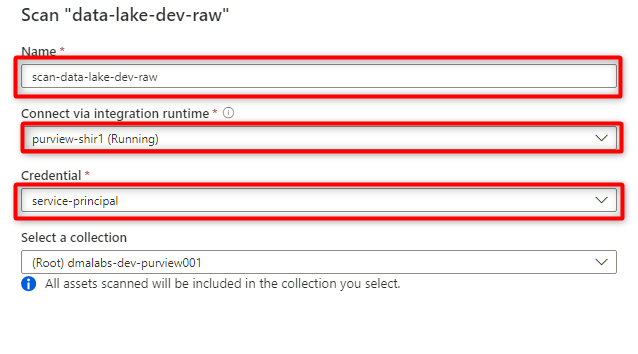 Scan "data-lake-dev-raw"
Name *
scan-data-lake-dev-raw
Connect via integration runtime *
purview-shir1 (Running)
Credential *
service-principal
Select a collection
(Root) dmalabs-dev-purview001
All assets scanned will be included in the collection you select.